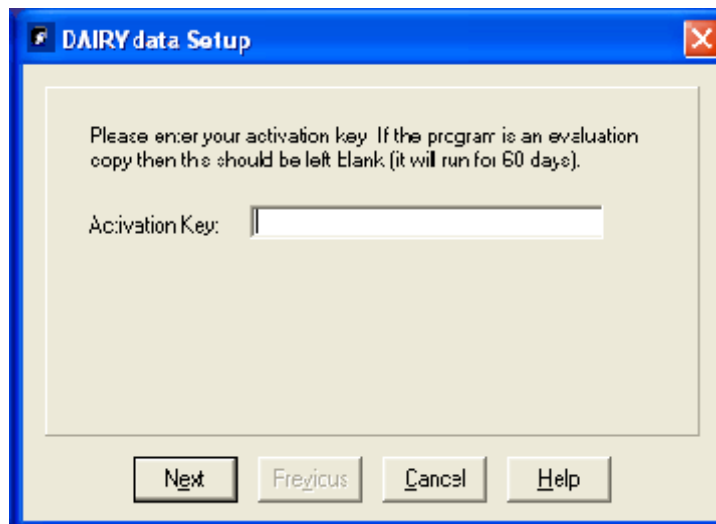 DAIRY data Setup
Please enter your activation key. If the program is an evaluation
copy then this should be left blank (it will run for 60 days).
Activation Key:
Next Previous Cancel Help